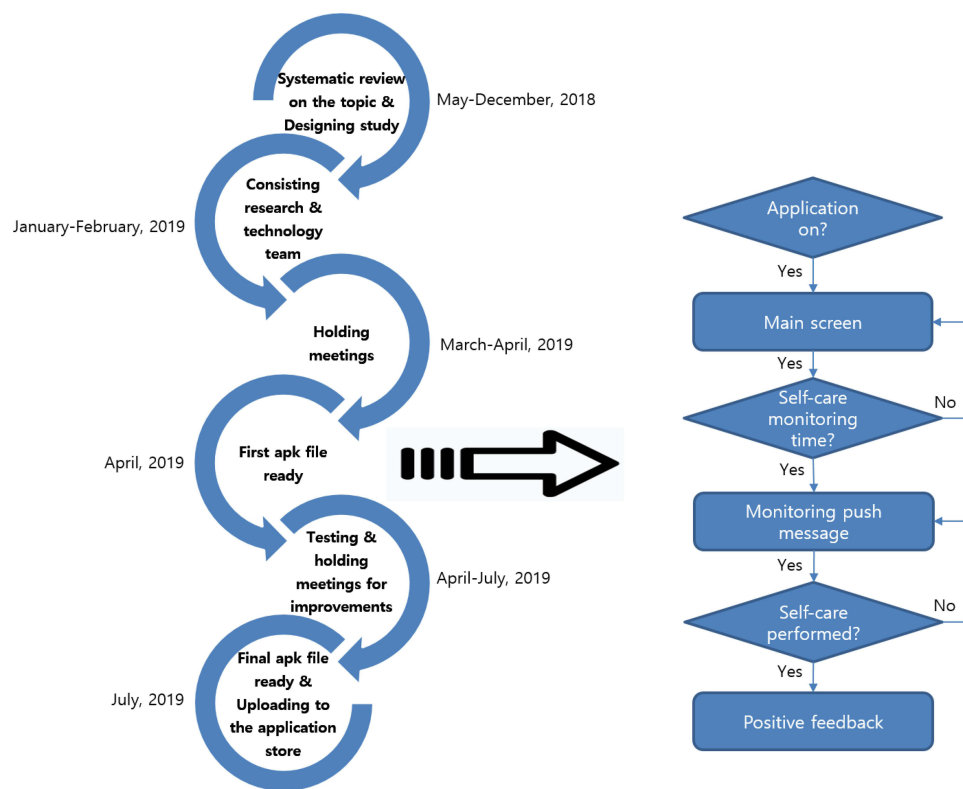 Systematic review
on the topic &
Designing study
May-December, 2018
Consisting
research &
technology
team
January-February, 2019
Holding
meetings
March-April, 2019
First apk file
ready
April, 2019
Testing &
holding
meetings for
improvements
April-July, 2019
Final apk file
ready &
Uploading to
the application
store
July, 2019
Application
on?
Yes
Main screen
Yes
Self-care
monitoring
time?
No
Yes
Monitoring push
message
Yes
Self-care
performed?
No
Yes
Positive feedback